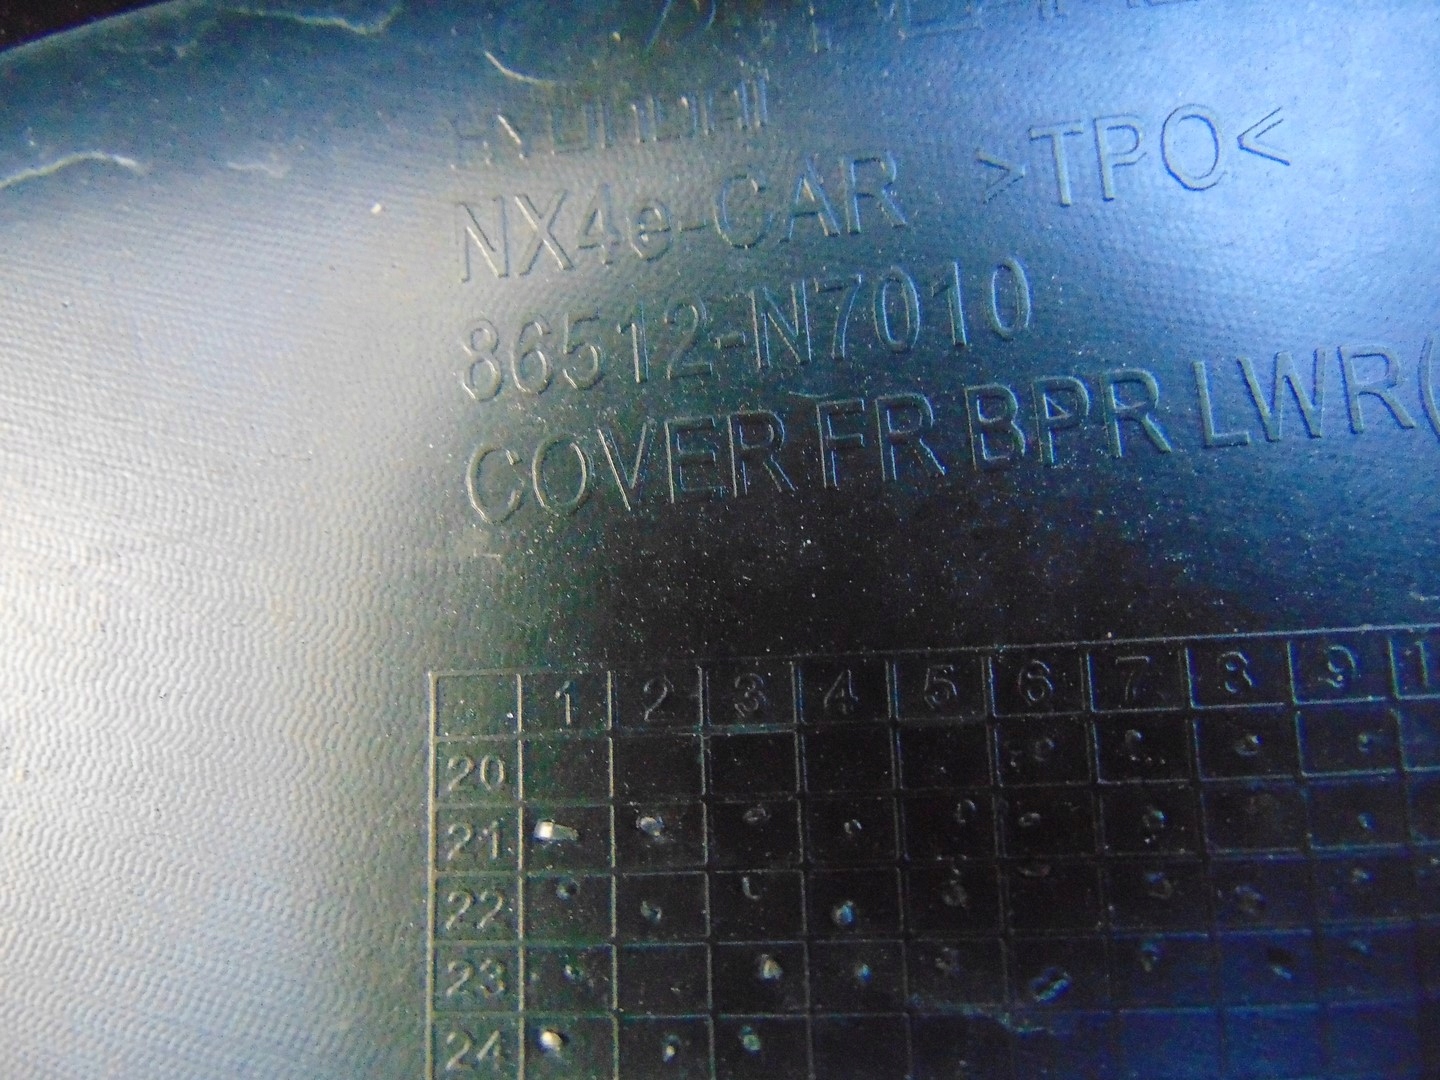 HYUNDAI
NX4e-CAR >TPO<
86512-N7010
COVER FR BPR LWR(
1 2 3 4 5 6 7 8 9 1
20
21
22
23
24